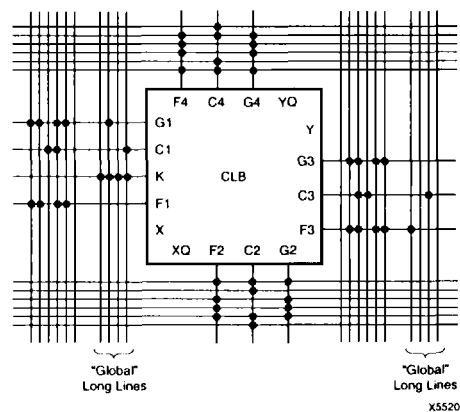 F4 C4 G4 YQ
G1 Y
C1 G3
K CLB C3
F1 F3
X
XQ F2 C2 G2
"Global" "Global"
Long Lines Long Lines
X5520